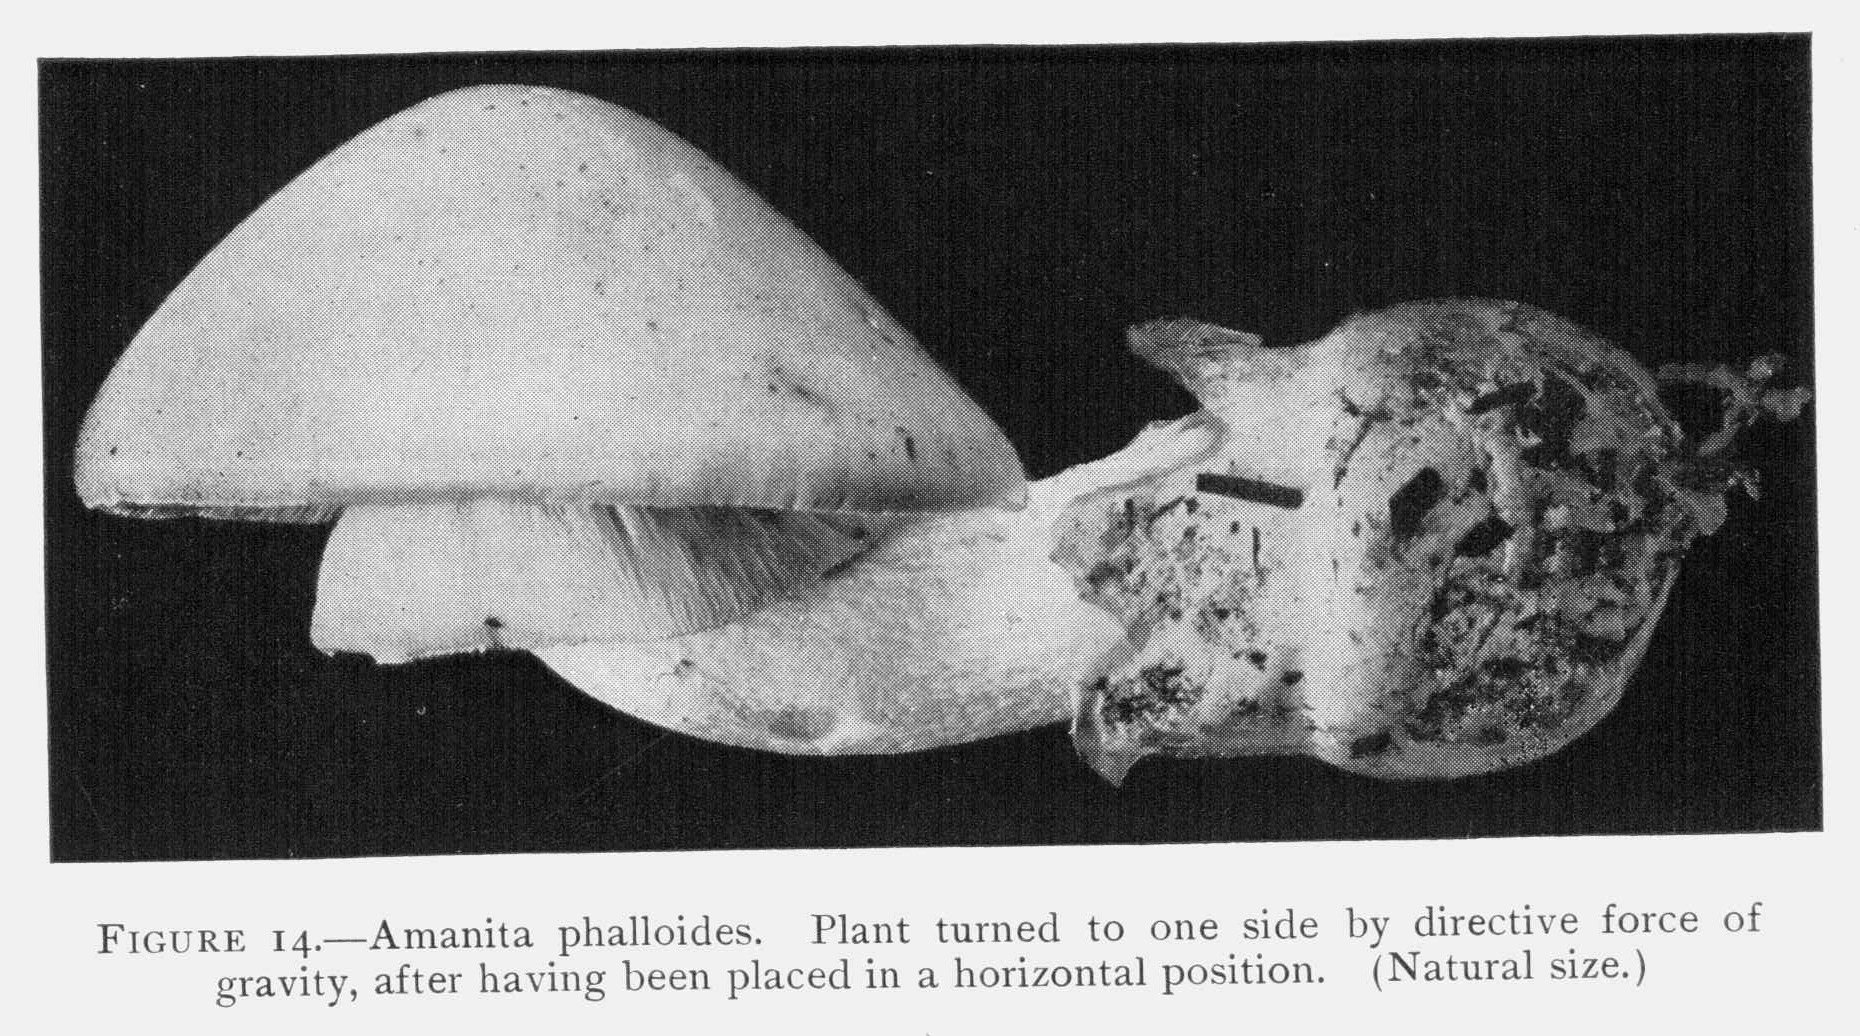 FIGURE 14.—Amanita phalloides. Plant turned to one side by directive force of
gravity, after having been placed in a horizontal position. (Natural size.)